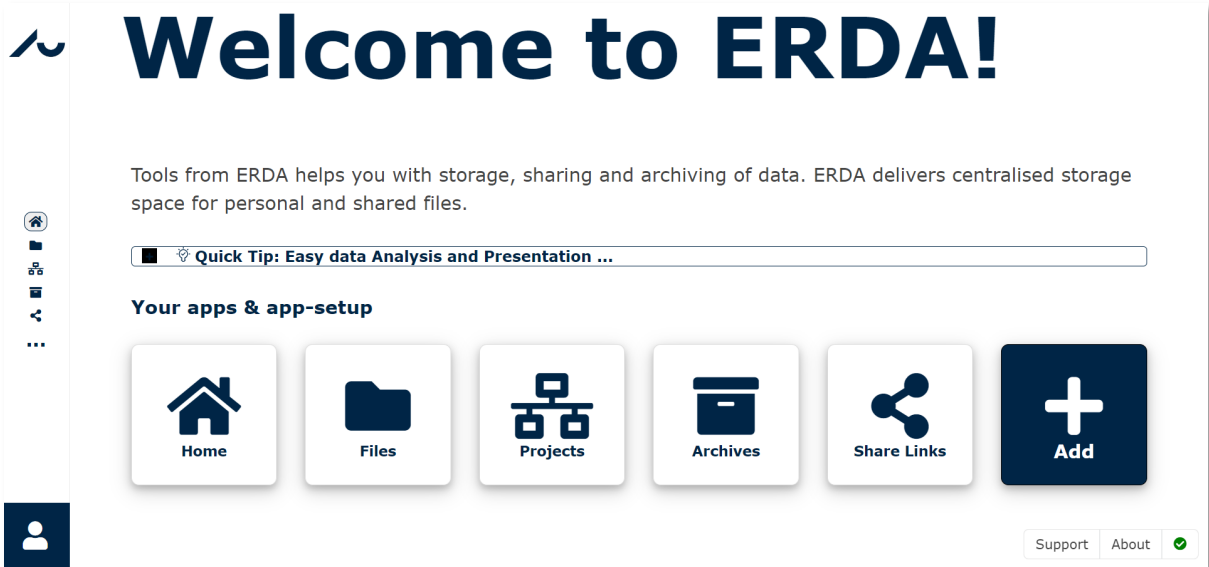 Welcome to ERDA!
Tools from ERDA helps you with storage, sharing and archiving of data. ERDA delivers centralised storage
space for personal and shared files.
Quick Tip: Easy data Analysis and Presentation ...
Your apps & app-setup
Home
Files
Projects
Archives
Share Links
Add
Support
About